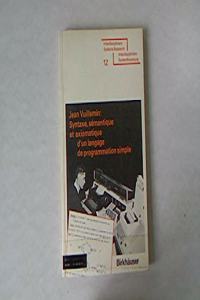 Interdisciplinary
Systems Research
Interdisziplinäre
Systemforschung
12
Jean Vuillemin:
Syntaxe, sémantique
et axiomatique
d'un langage
de programmation simple
Birkhäuser